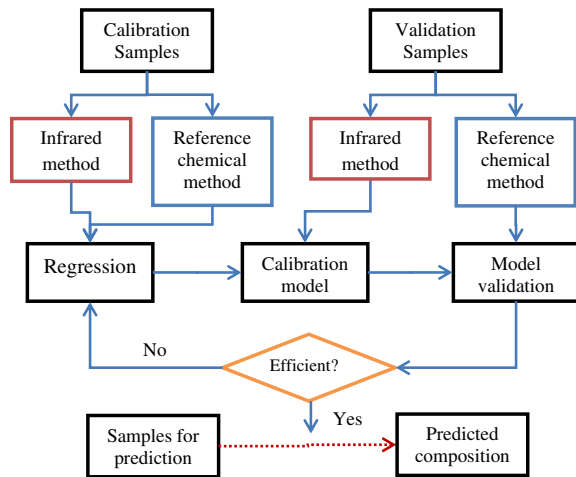 Calibration
Samples
Validation
Samples
Infrared
method
Reference
chemical
method
Infrared
method
Reference
chemical
method
Regression
Calibration
model
Model
validation
No
Efficient?
Yes
Samples for
prediction
Predicted
composition